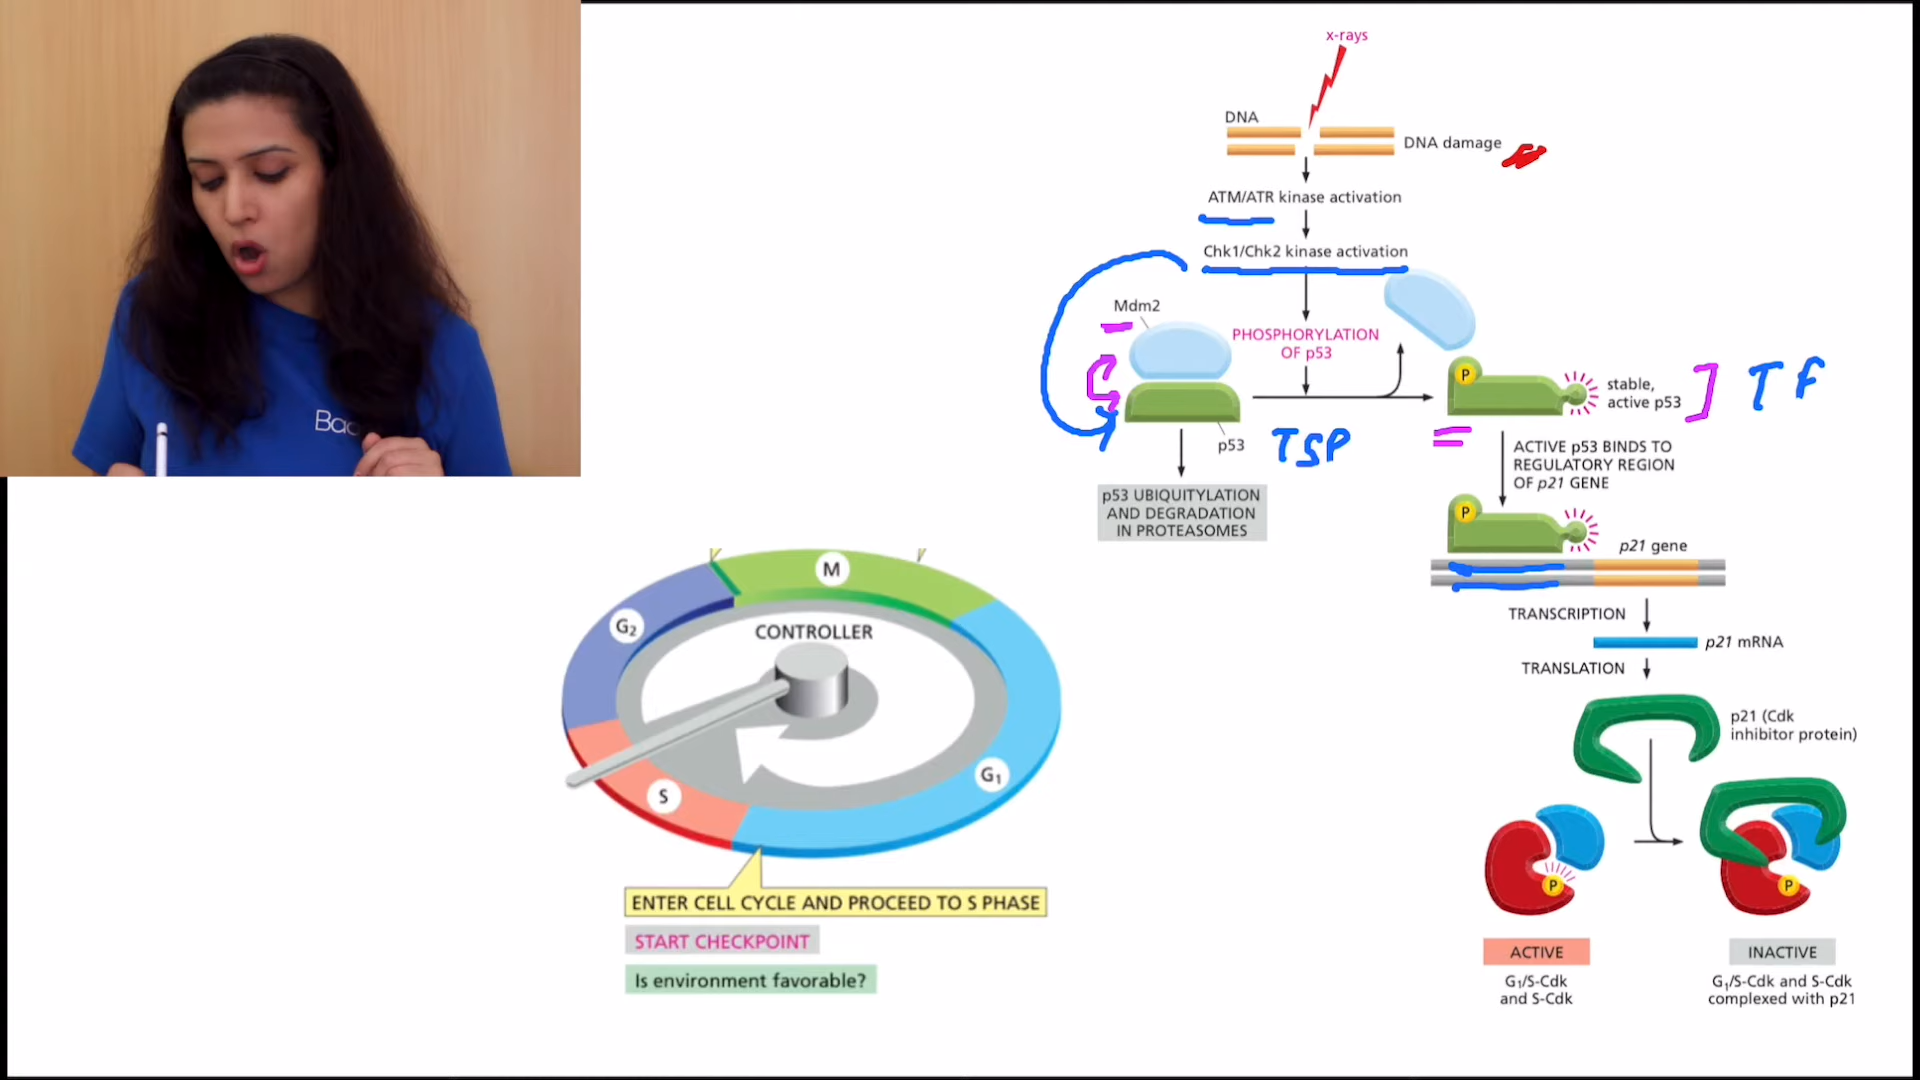 x-rays
DNA
DNA damage
ATM/ATR kinase activation
Chk1/Chk2 kinase activation
Mdm2
PHOSPHORYLATION
OF p53
P
stable,
active p53
TF
p53
TSP
ACTIVE p53 BINDS TO
REGULATORY REGION
OF p21 GENE
p53 UBIQUITYLATION
AND DEGRADATION
IN PROTEASOMES
P
p21 gene
TRANSCRIPTION
p21 mRNA
TRANSLATION
p21 (Cdk
inhibitor protein)
P
P
ACTIVE
INACTIVE
G1/S-Cdk
and S-Cdk
G1/S-Cdk and S-Cdk
complexed with p21
M
G2
CONTROLLER
G1
S
ENTER CELL CYCLE AND PROCEED TO S PHASE
START CHECKPOINT
Is environment favorable?